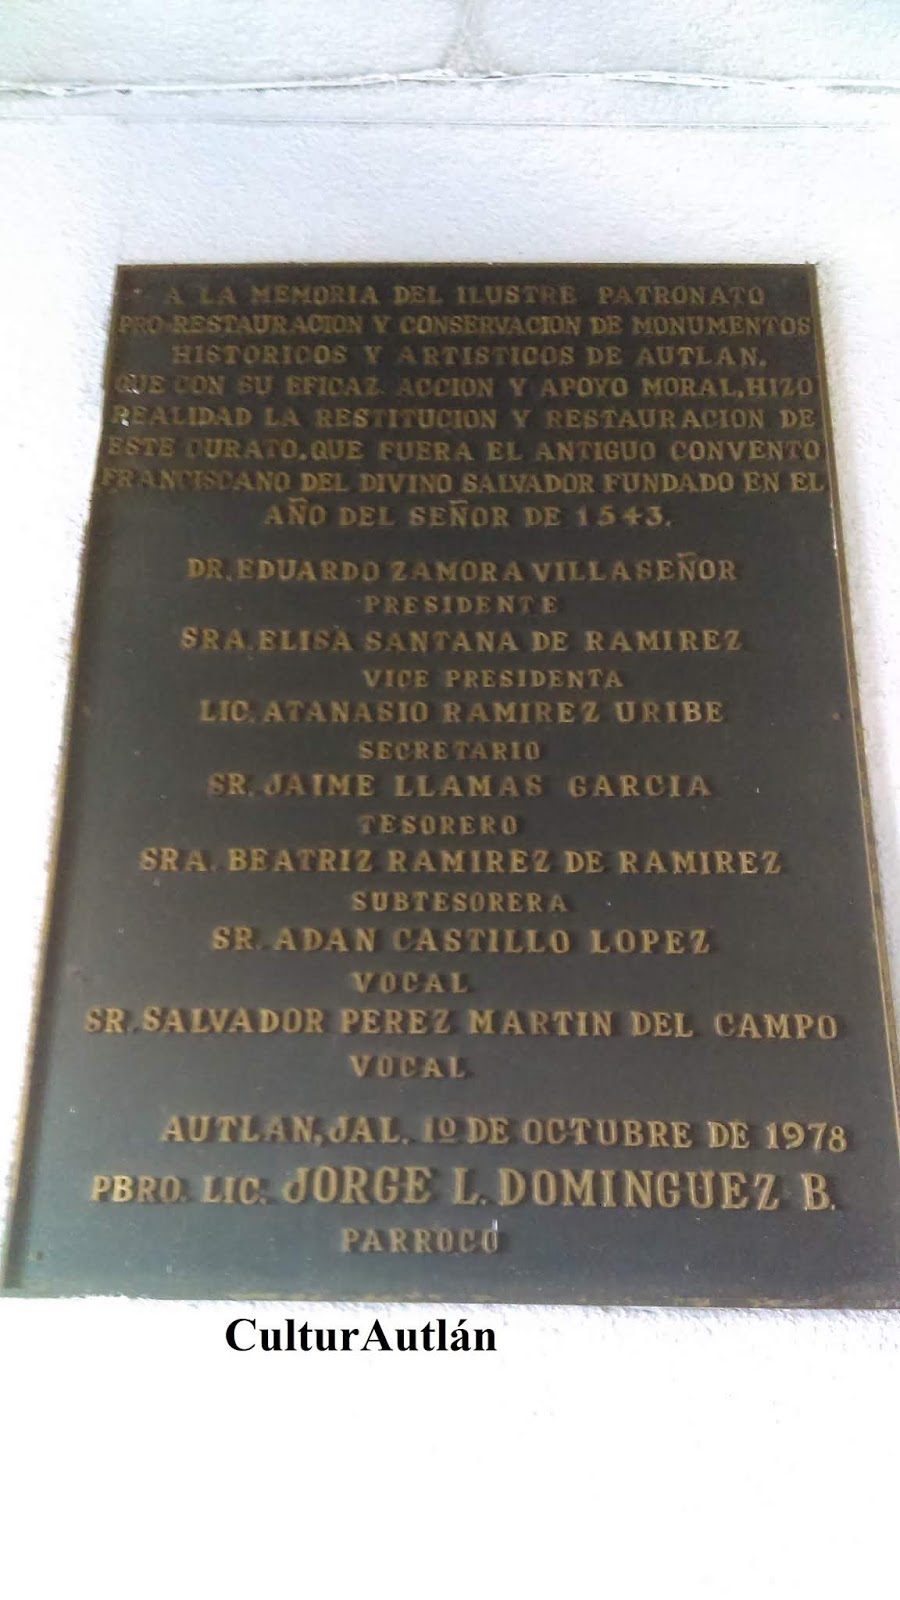 A LA MEMORIA DEL ILUSTRE PATRONATO
PRO-RESTAURACION Y CONSERVACION DE MONUMENTOS
HISTORICOS Y ARTISTICOS DE AUTLAN.
QUE CON SU EFICAZ ACCION Y APOYO MORAL, HIZO
REALIDAD LA RESTITUCION Y RESTAURACION DE
ESTE CURATO, QUE FUERA EL ANTIGUO CONVENTO
FRANCISCANO DEL DIVINO SALVADOR FUNDADO EN EL
AÑO DEL SEÑOR DE 1543.
DR. EDUARDO ZAMORA VILLASEÑOR
PRESIDENTE
SRA. ELISA SANTANA DE RAMIREZ
VICE PRESIDENTA
LIC. ATANASIO RAMIREZ URIBE
SECRETARIO
SR. JAIME LLAMAS GARCIA
TESORERO
SRA. BEATRIZ RAMIREZ DE RAMIREZ
SUBTESORERA
SR. ADAN CASTILLO LOPEZ
VOCAL
SR. SALVADOR PEREZ MARTIN DEL CAMPO
VOCAL
AUTLAN, JAL. 1º DE OCTUBRE DE 1978
PBRO. LIC. JORGE L. DOMINGUEZ B.
PARROCO
CulturAutlán